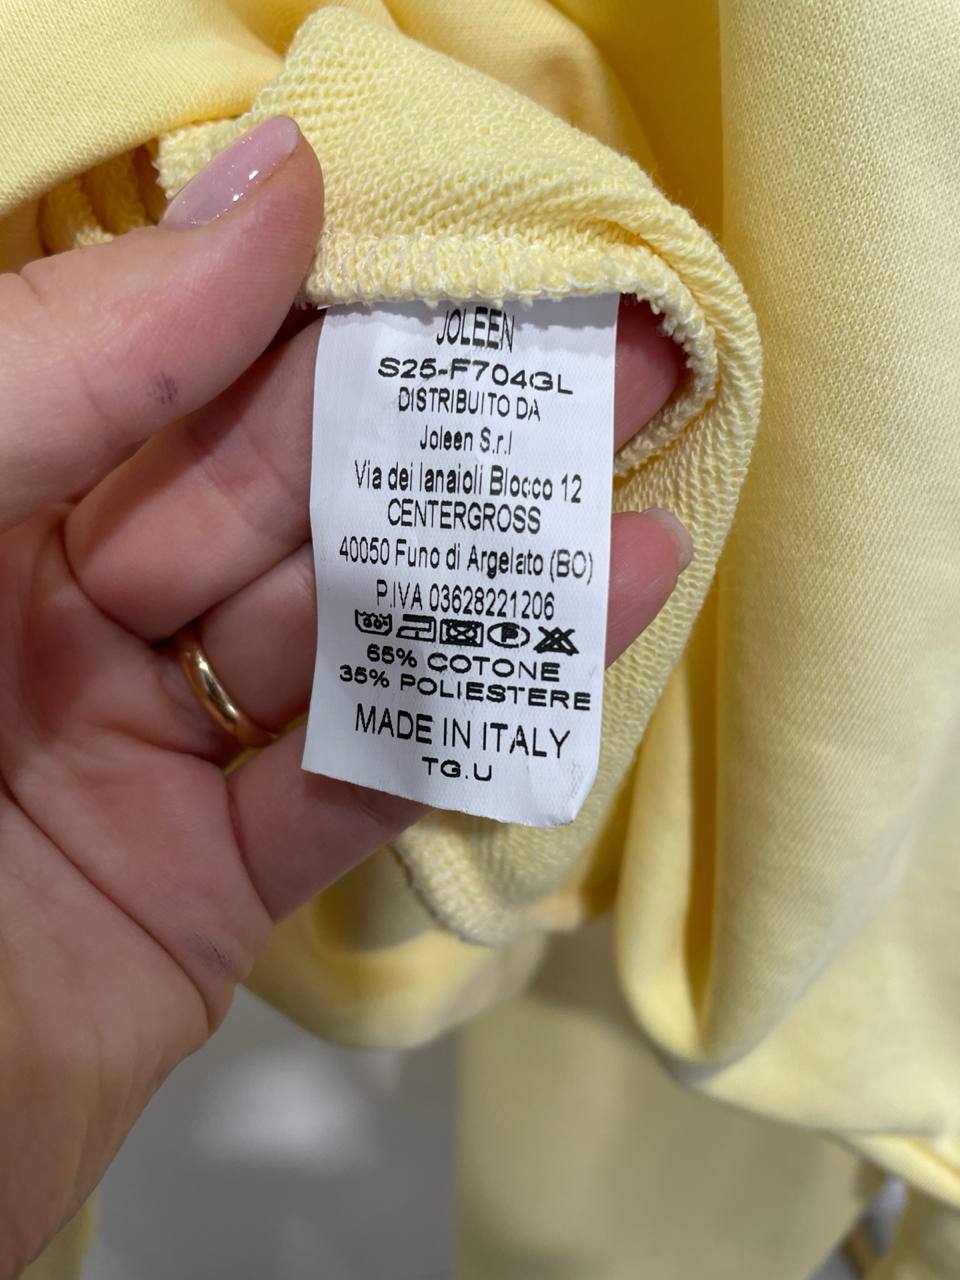 JOLEEN
S25-F704GL
DISTRIBUITO DA
Joleen S.r.l
Via dei lanaioli Blocco 12
CENTERGROSS
40050 Funo di Argelato (BO)
P.IVA 03628221206
P
65% COTONE
35% POLIESTERE
MADE IN ITALY
TG.U